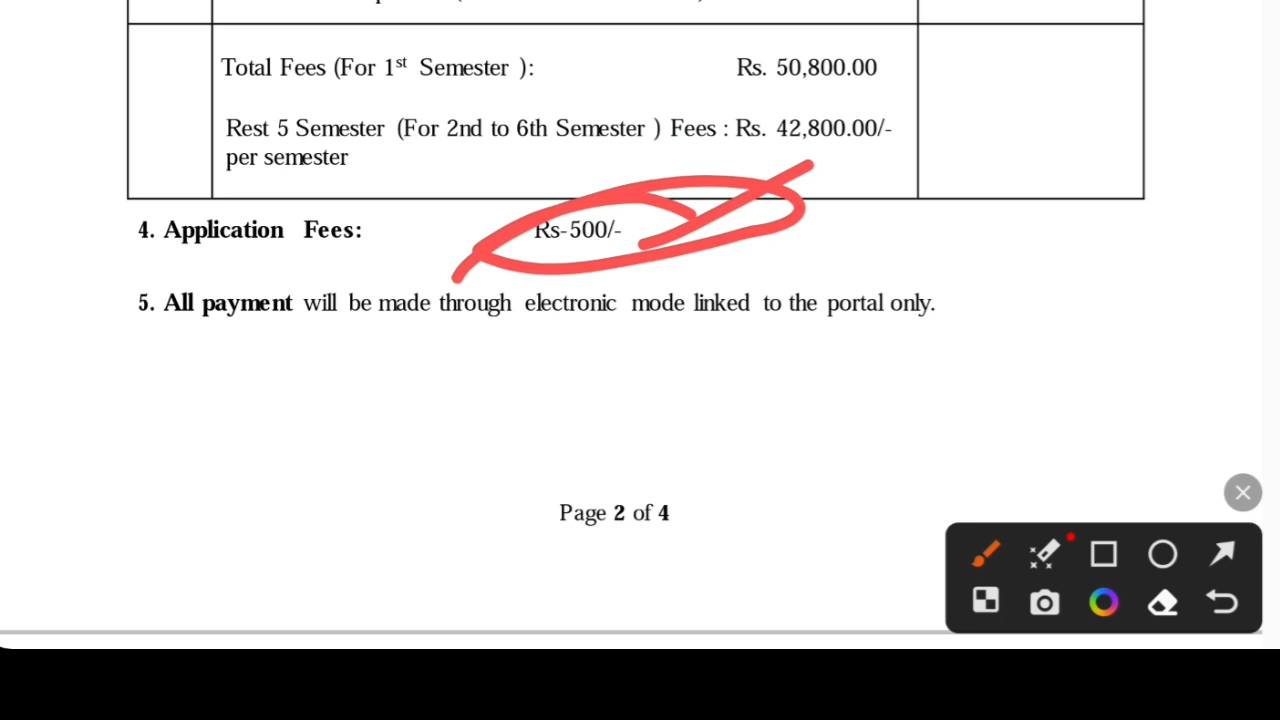 Total Fees (For 1st Semester ): Rs. 50,800.00
Rest 5 Semester (For 2nd to 6th Semester ) Fees : Rs. 42,800.00/-
per semester
4. Application Fees: Rs-500/-
5. All payment will be made through electronic mode linked to the portal only.
Page 2 of 4